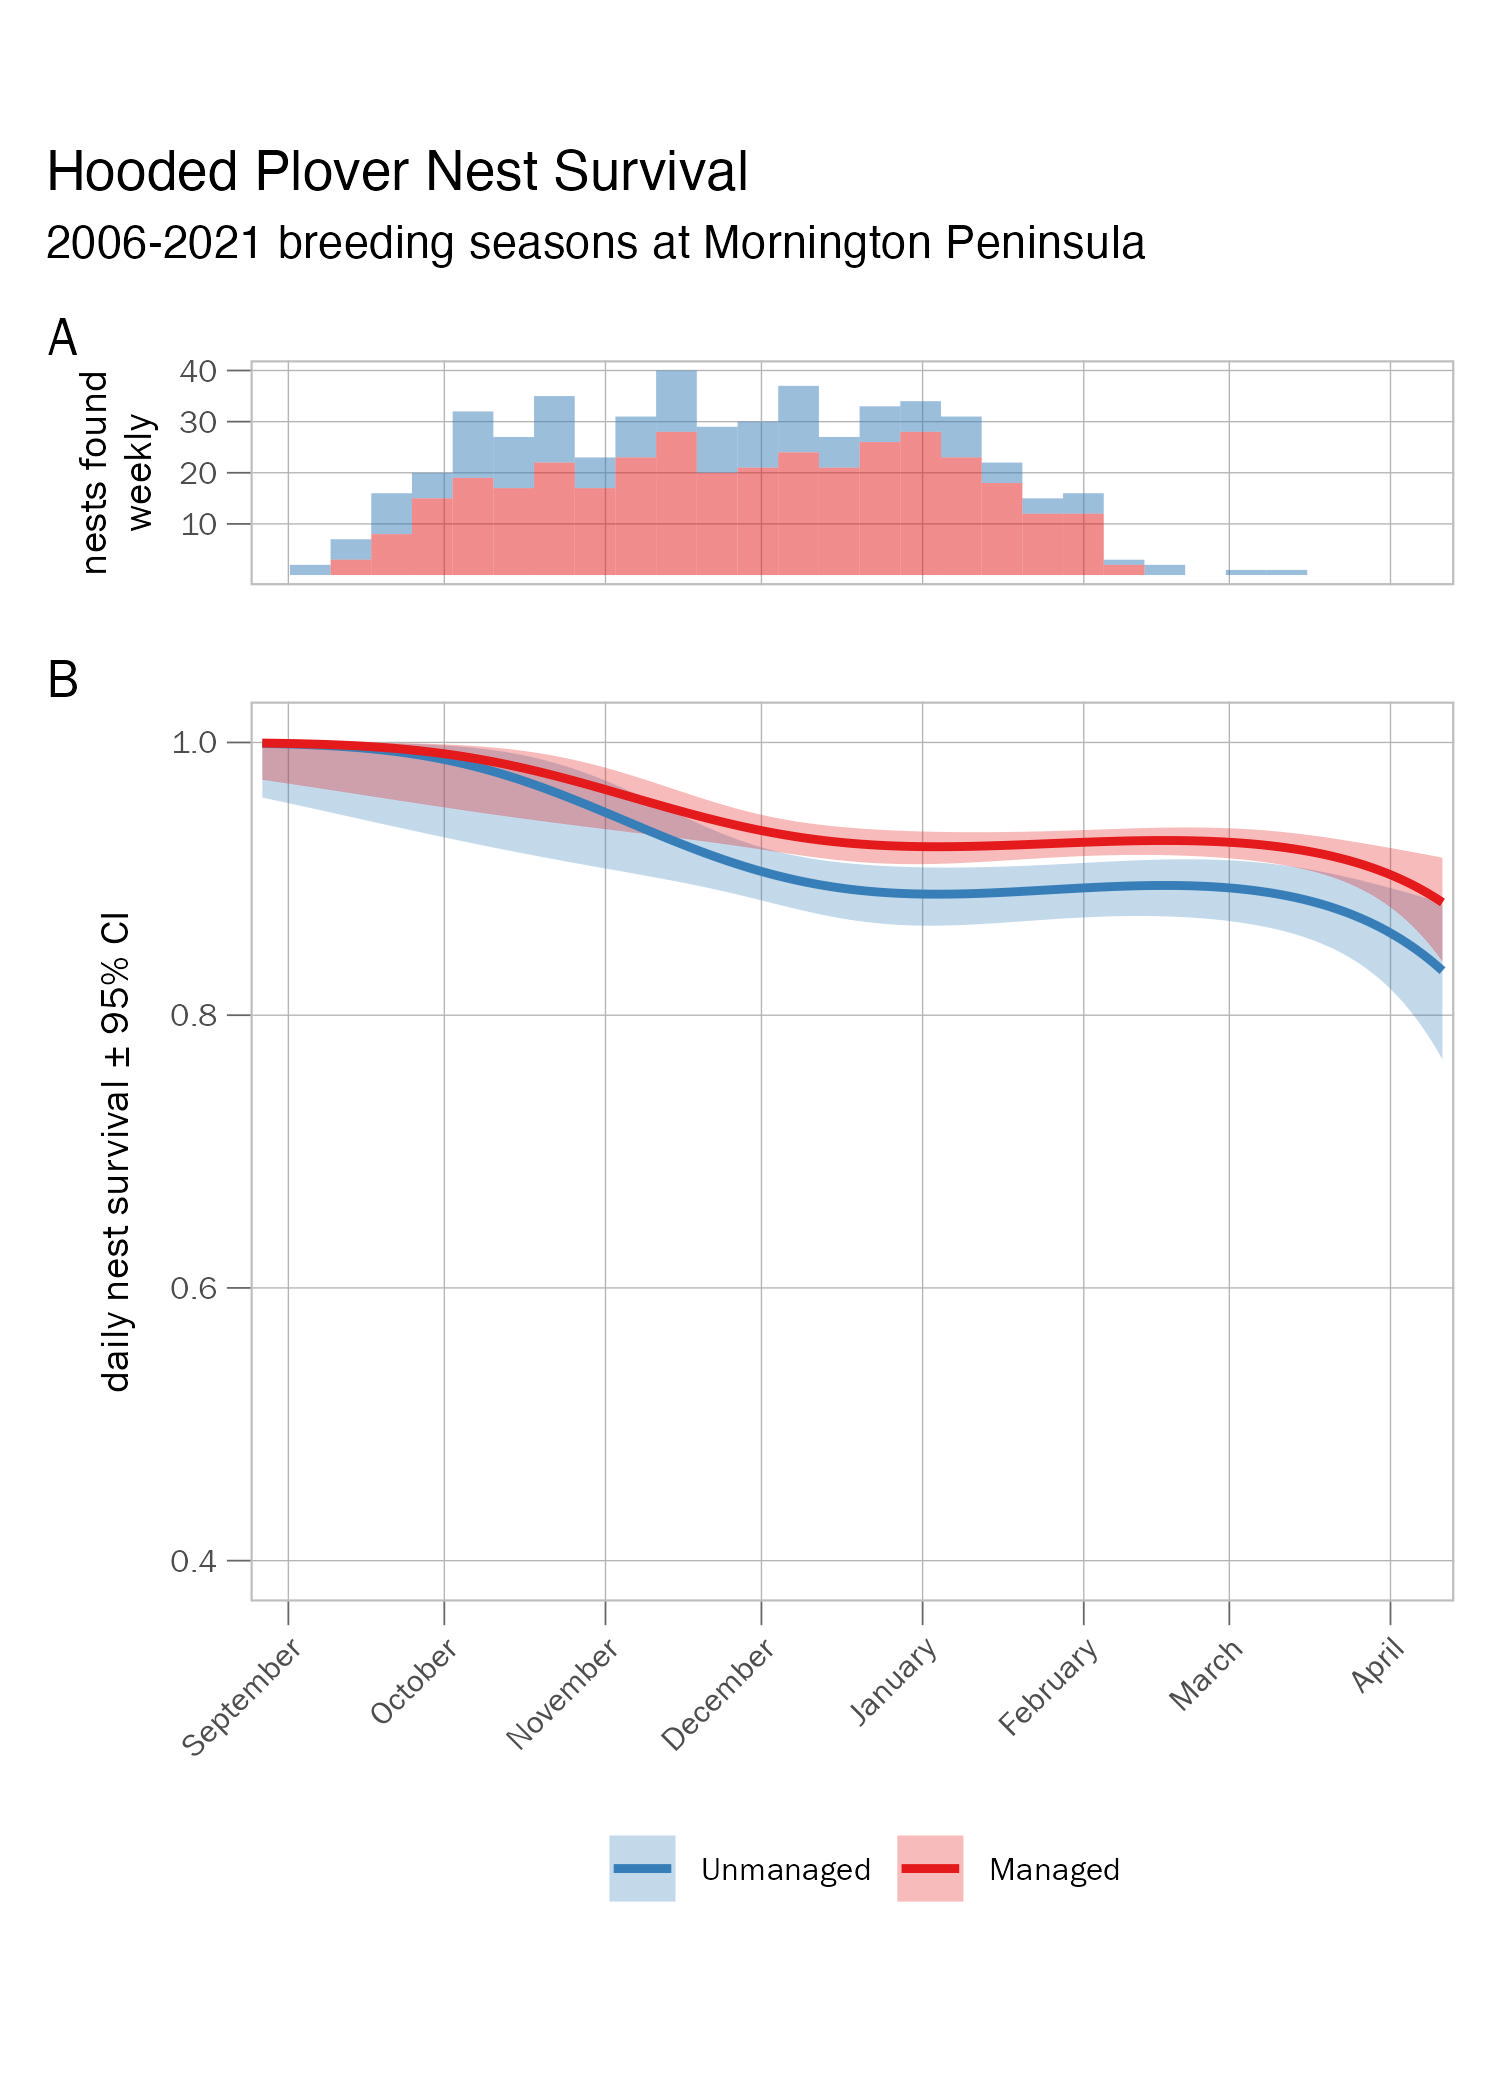 Hooded Plover Nest Survival
2006-2021 breeding seasons at Mornington Peninsula
A
nests found
weekly
40
30
20
10
B
daily nest survival ± 95% CI
1.0
0.8
0.6
0.4
September
October
November
December
January
February
March
April
Unmanaged
Managed